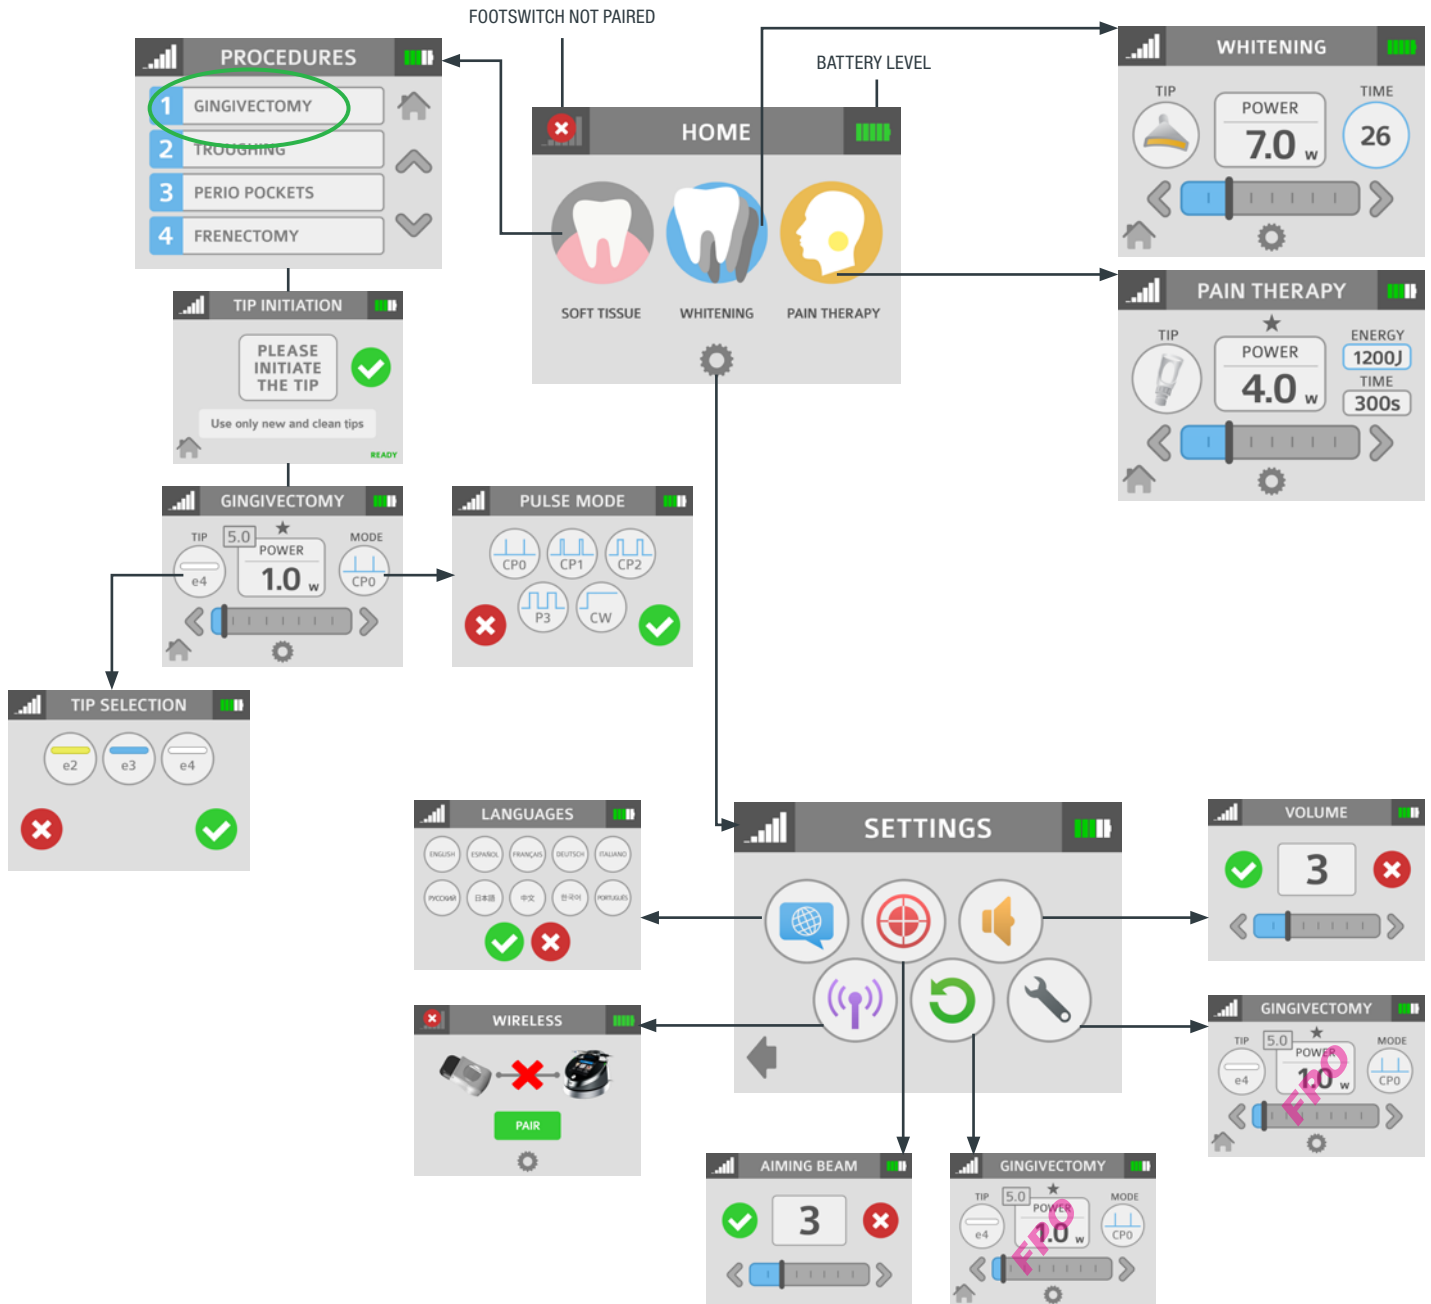 FOOTSWITCH NOT PAIRED
BATTERY LEVEL
PROCEDURES
1 GINGIVECTOMY
2 TROUGHING
3 PERIO POCKETS
4 FRENECTOMY
HOME
SOFT TISSUE
WHITENING
PAIN THERAPY
WHITENING
TIP
POWER
7.0 w
TIME
26
PAIN THERAPY
TIP
POWER
4.0 w
ENERGY
1200J
TIME
300s
TIP INITIATION
PLEASE
INITIATE
THE TIP
Use only new and clean tips
READY
GINGIVECTOMY
TIP
e4
5.0
POWER
1.0 w
MODE
CP0
PULSE MODE
CP0
CP1
CP2
P3
CW
TIP SELECTION
e2
e3
e4
LANGUAGES
ENGLISH
ESPAÑOL
FRANÇAIS
DEUTSCH
ITALIANO
РУССКИЙ
日本語
中文
한국어
PORTUGUÊS
SETTINGS
VOLUME
3
WIRELESS
PAIR
GINGIVECTOMY
TIP
e4
5.0
POWER
1.0 w
MODE
CP0
FPO
AIMING BEAM
3
GINGIVECTOMY
TIP
e4
5.0
POWER
1.0 w
MODE
CP0
FPO